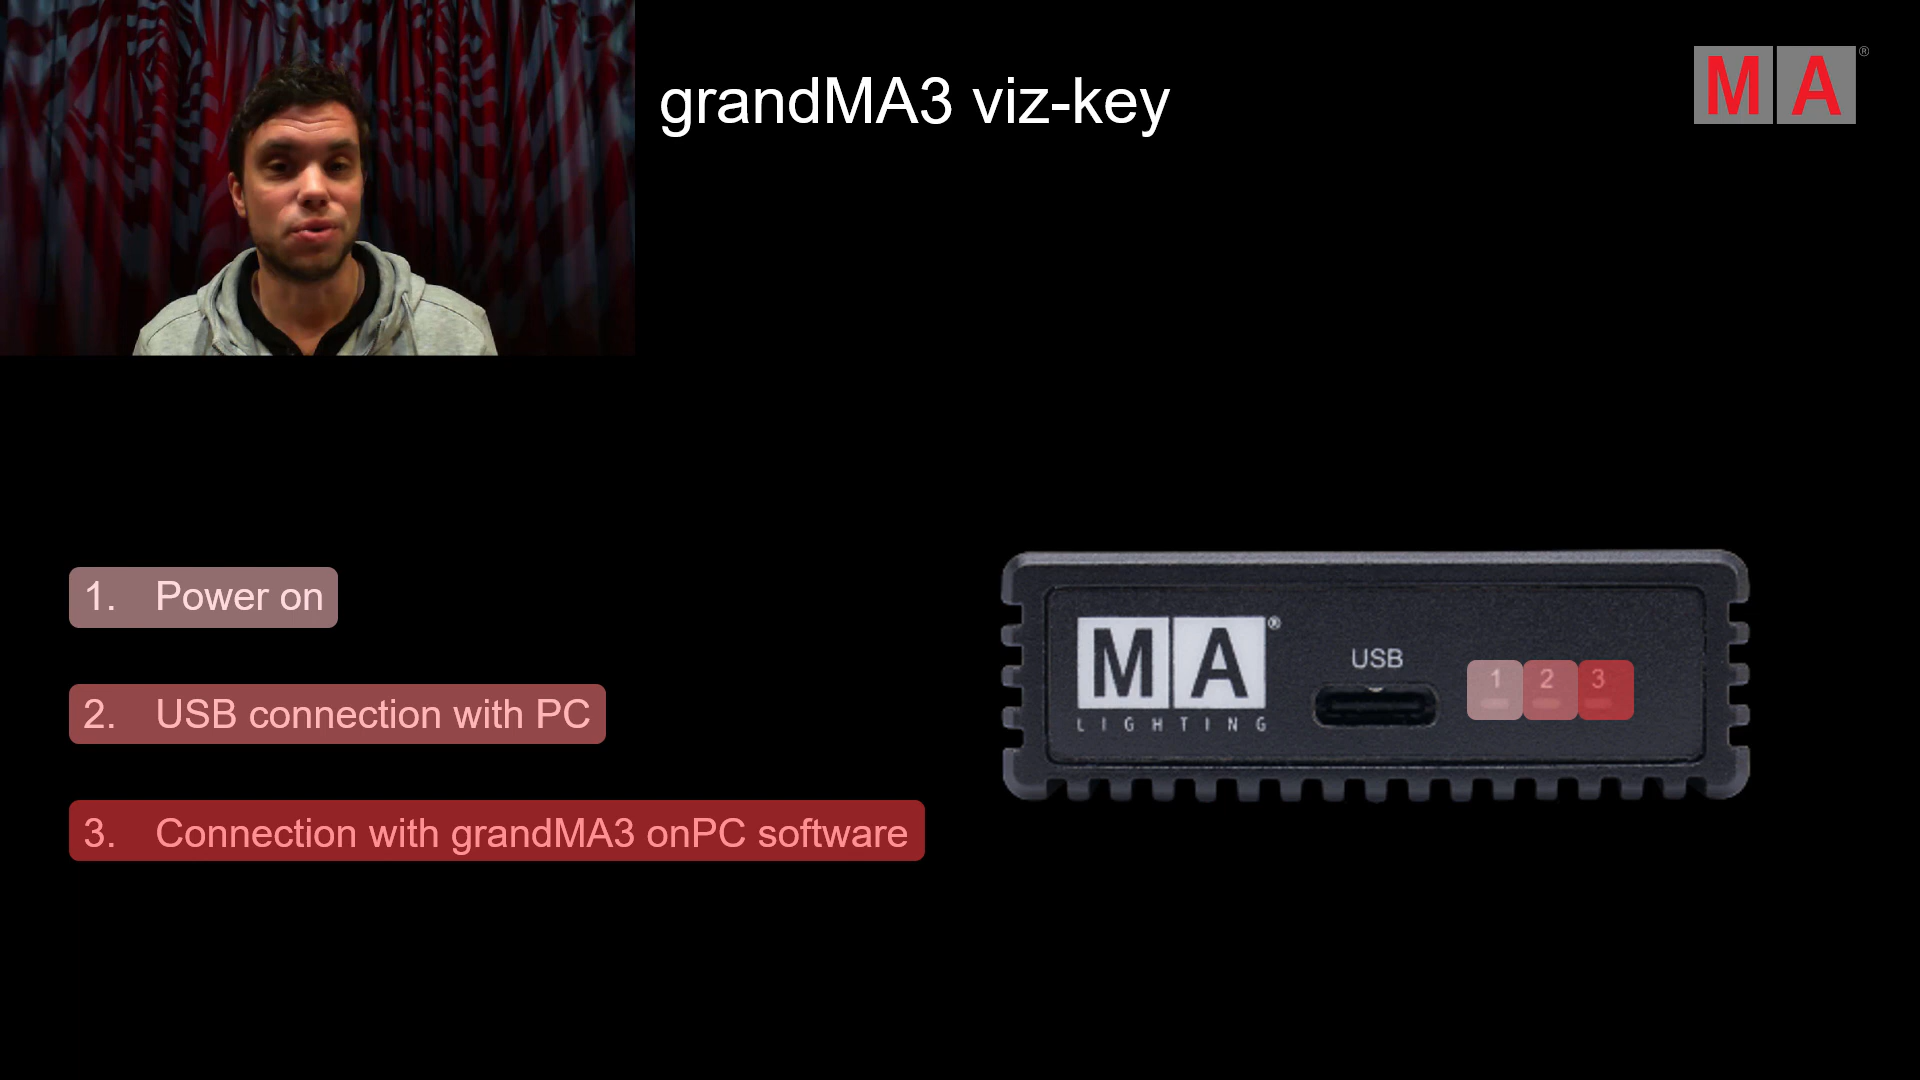 grandMA3 viz-key
MA®
1. Power on
2. USB connection with PC
3. Connection with grandMA3 onPC software
MA®
LIGHTING
USB
1 2 3